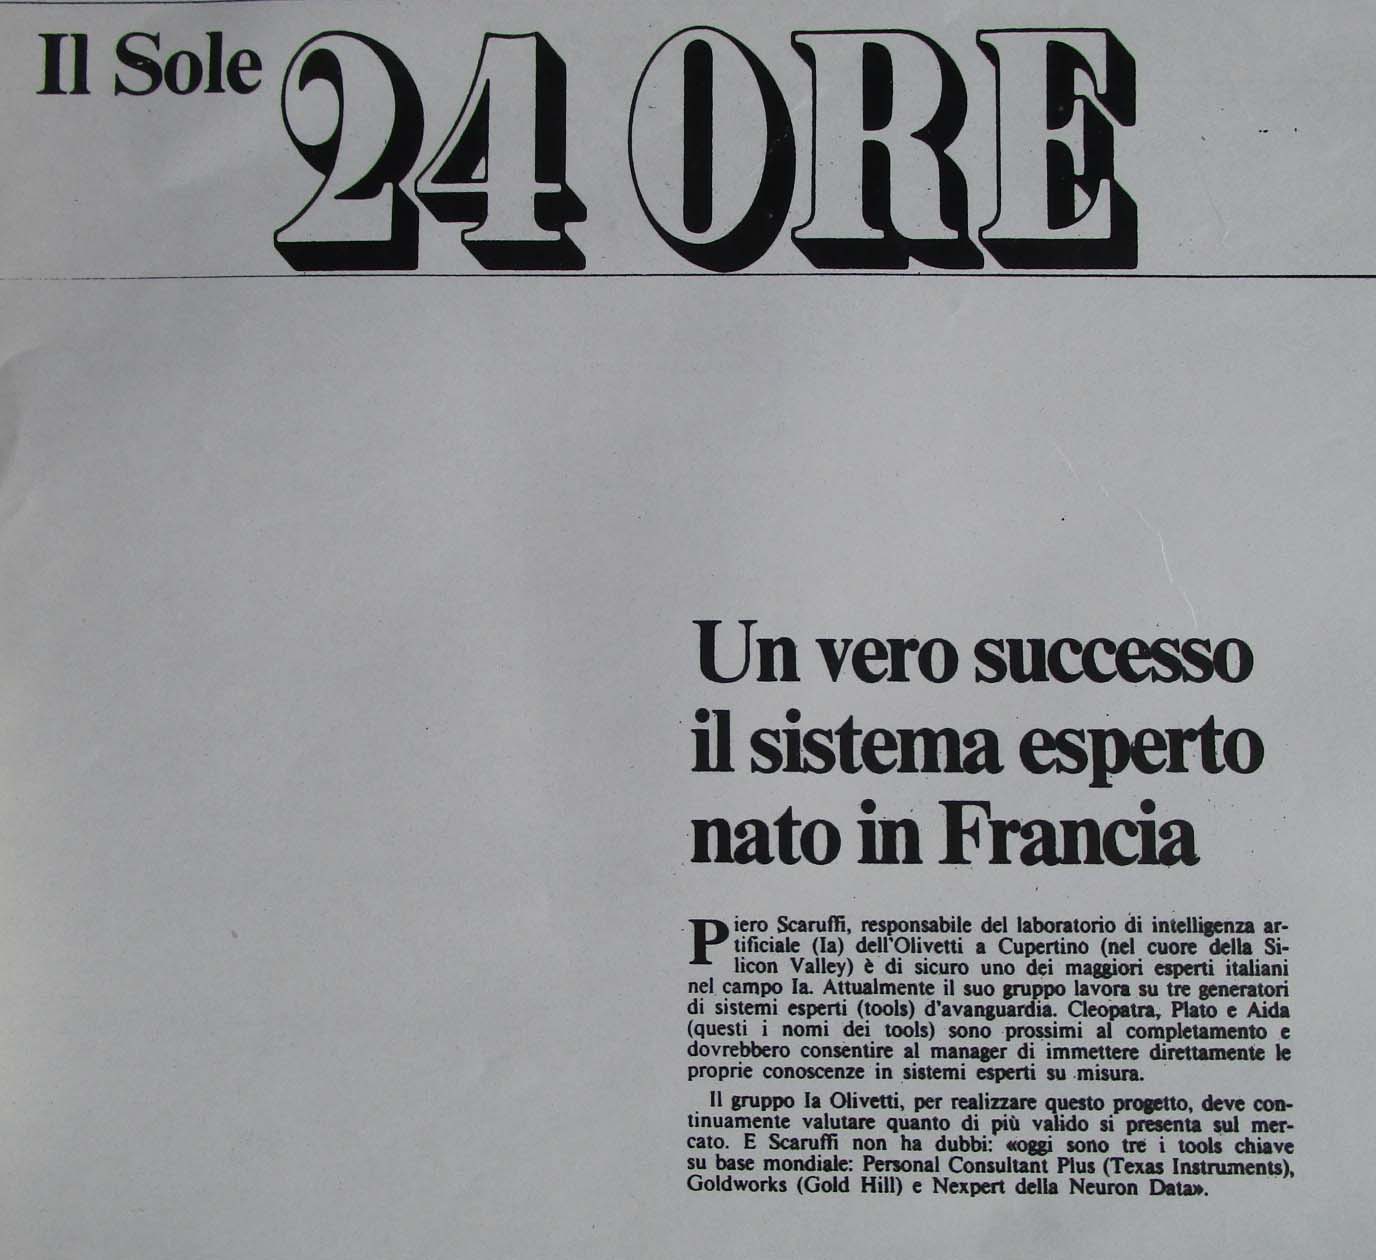 Il Sole 24 ORE
Un vero successo
il sistema esperto
nato in Francia
Piero Scaruffi, responsabile del laboratorio di intelligenza ar-
tificiale (Ia) dell'Olivetti a Cupertino (nel cuore della Si-
licon Valley) è di sicuro uno dei maggiori esperti italiani
nel campo Ia. Attualmente il suo gruppo lavora su tre generatori
di sistemi esperti (tools) d'avanguardia. Cleopatra, Plato e Aida
(questi i nomi dei tools) sono prossimi al completamento e
dovrebbero consentire al manager di immettere direttamente le
proprie conoscenze in sistemi esperti su misura.
Il gruppo Ia Olivetti, per realizzare questo progetto, deve con-
tinuamente valutare quanto di più valido si presenta sul mer-
cato. E Scaruffi non ha dubbi: «oggi sono tre i tools chiave
su base mondiale: Personal Consultant Plus (Texas Instruments),
Goldworks (Gold Hill) e Nexpert della Neuron Data».